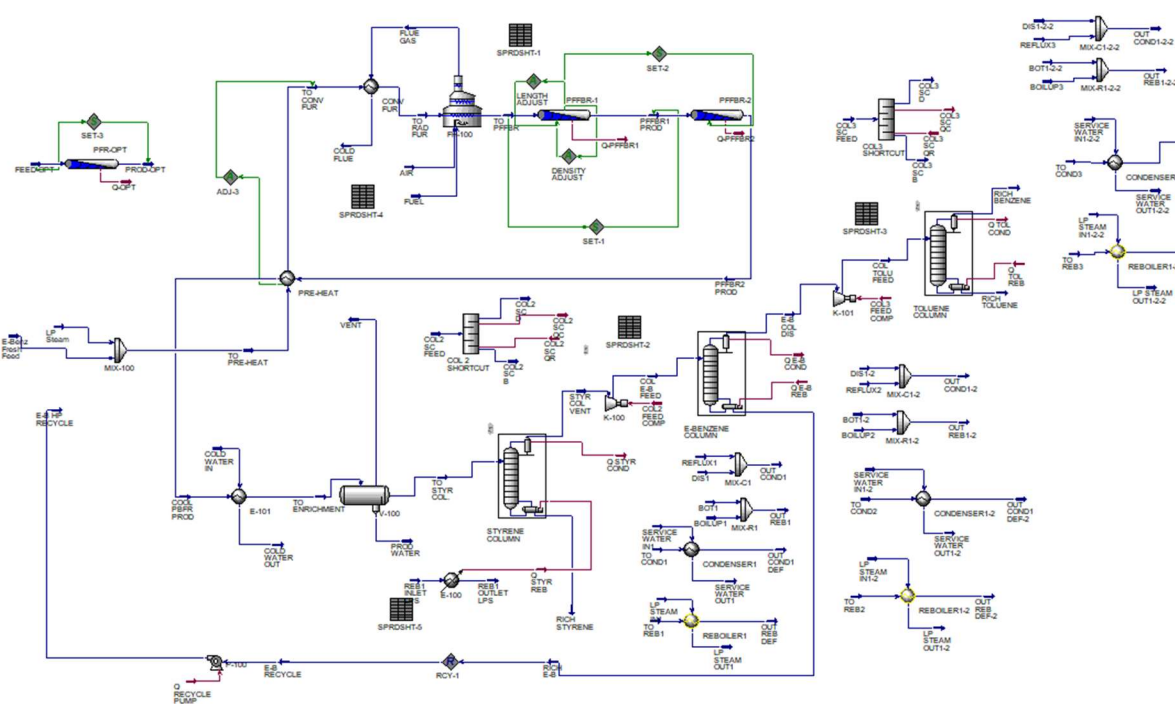 FLUE
GAS
SPRDSHT-1
SET-2
DIS1-2-2
REFLUX3
MIX-C1-2-2
OUT
COND1-2-2
BOT1-2-2
BOILUP3
MIX-R1-2-2
OUT
REB1-2-2
TO
CONV
FUR
CONV
FUR
LENGTH
ADJUST
PFFBR-1
PFFBR-2
COL3
SC
D
SET-3
PFR-OPT
FEED-OPT
PROD-OPT
Q-OPT
ADJ-3
COLD
FLUE
TO
RAD
FUR
FH-100
TO
PFFBR
PFFBR1
PROD
Q-PFFBR1
Q-PFFBR2
DENSITY
ADJUST
AIR
FUEL
SPRDSHT-4
SET-1
COL3
SC
FEED
COL3
SC
QC
COL3
SC
QR
COL3
SHORTCUT
COL3
SC
B
SERVICE
WATER
IN1-2-2
TO
COND3
CONDENSER
SERVICE
WATER
OUT1-2-2
SPRDSHT-3
RICH
BENZENE
LP
STEAM
IN1-2-2
TO
REB3
REBOILER1-
LP STEAM
OUT1-2-2
Q TOL
COND
Q
TOL
REB
COL
TOLU
FEED
TOLUENE
COLUMN
RICH
TOLUENE
PRE-HEAT
PFFBR2
PROD
K-101
COL3
FEED
COMP
E-Benz
Fresh
Feed
LP
Steam
MIX-100
TO
PRE-HEAT
VENT
COL2
SC
FEED
COL2
SC
D
COL2
SC
QC
COL2
SC
QR
COL 2
SHORTCUT
COL2
SC
B
SPRDSHT-2
E-B
COL
DIS
Q E-B
COND
Q E-B
REB
E-BENZENE
COLUMN
STYR
COL
VENT
K-100
COL
E-B
FEED
COL2
FEED
COMP
DIS1-2
REFLUX2
MIX-C1-2
OUT
COND1-2
BOT1-2
BOILUP2
MIX-R1-2
OUT
REB1-2
E-B HP
RECYCLE
COLD
WATER
IN
COOL
PBFR
PROD
E-101
TO
ENRICHMENT
COLD
WATER
OUT
V-100
PROD
WATER
TO
STYR
COL.
STYRENE
COLUMN
Q STYR
COND
REFLUX1
DIS1
MIX-C1
OUT
COND1
BOT1
BOILUP1
MIX-R1
OUT
REB1
SERVICE
WATER
IN1
TO
COND1
CONDENSER1
OUT
COND1
DEF
SERVICE
WATER
OUT1
SERVICE
WATER
IN1-2
TO
COND2
CONDENSER1-2
OUT
COND1
DEF-2
SERVICE
WATER
OUT1-2
REB1
INLET
E-100
REB1
OUTLET
LPS
Q
STYR
REB
SPRDSHT-5
RICH
STYRENE
LP
STEAM
TO
REB1
REBOILER1
OUT
REB
DEF
LP
STEAM
OUT1
LP
STEAM
IN1-2
TO
REB2
REBOILER1-2
OUT
REB
DEF-2
LP
STEAM
OUT1-2
P-100
E-B
RECYCLE
RCY-1
RICH
E-B
Q
RECYCLE
PUMP